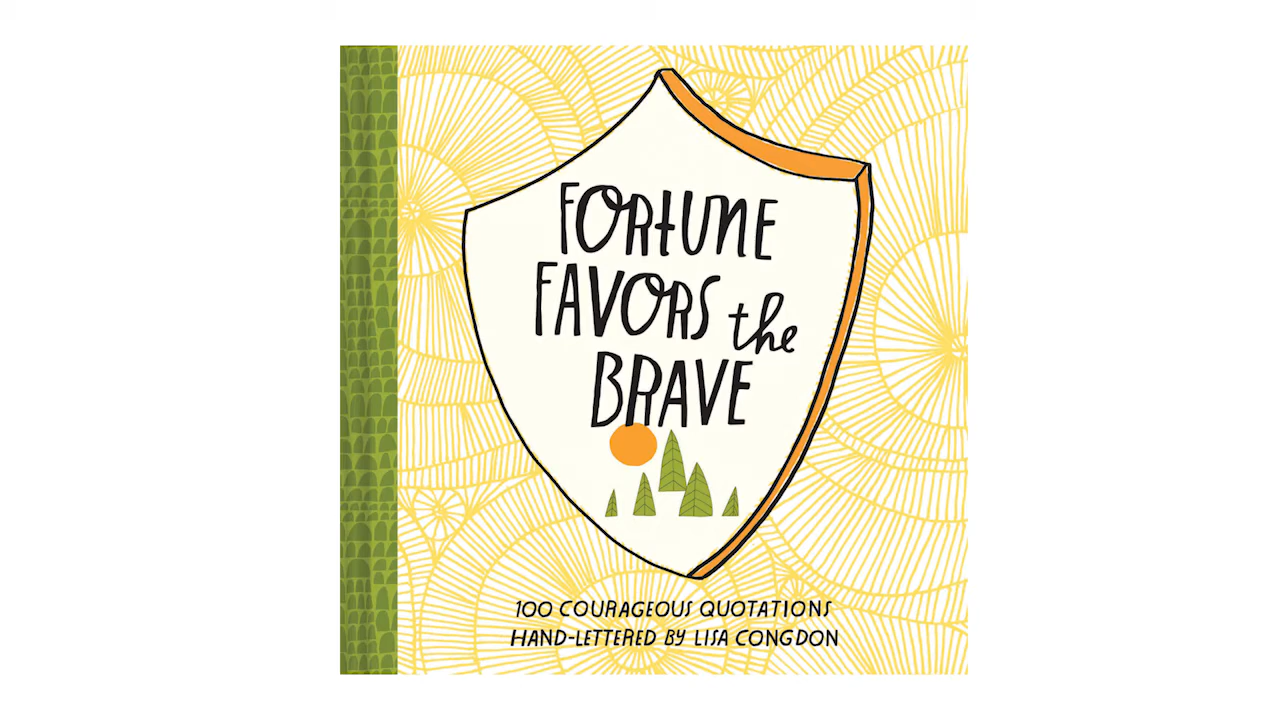 FORTUNE
FAVORS the
BRAVE
100 COURAGEOUS QUOTATIONS
HAND-LETTERED BY LISA CONGDON